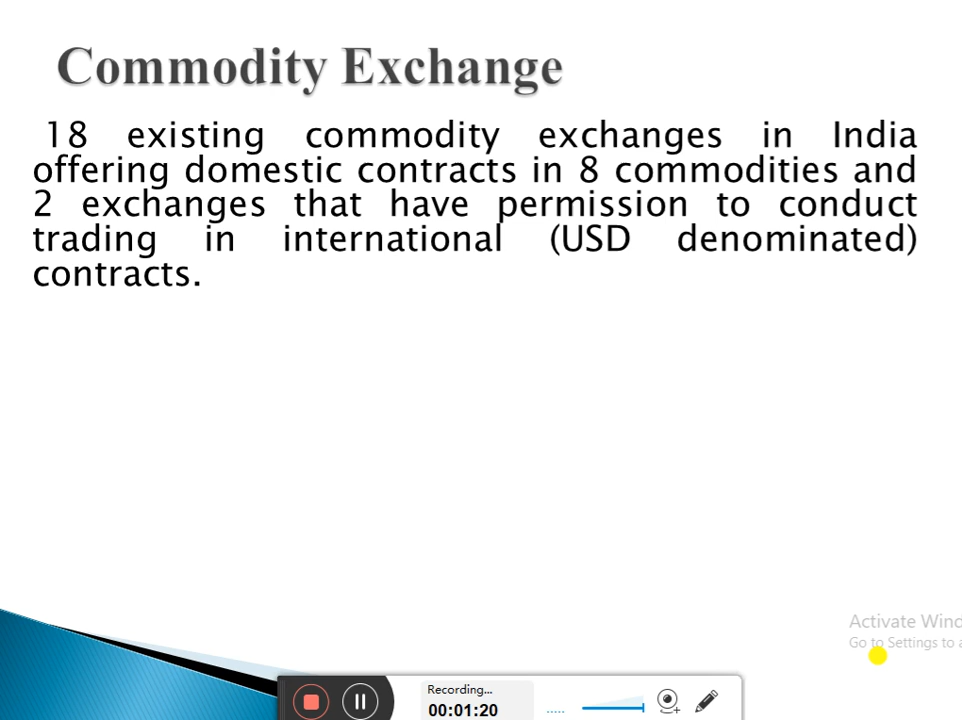 Commodity Exchange
18 existing commodity exchanges in India
offering domestic contracts in 8 commodities and
2 exchanges that have permission to conduct
trading in international (USD denominated)
contracts.
Activate Wind
Go to Settings to a
Recording...
00:01:20